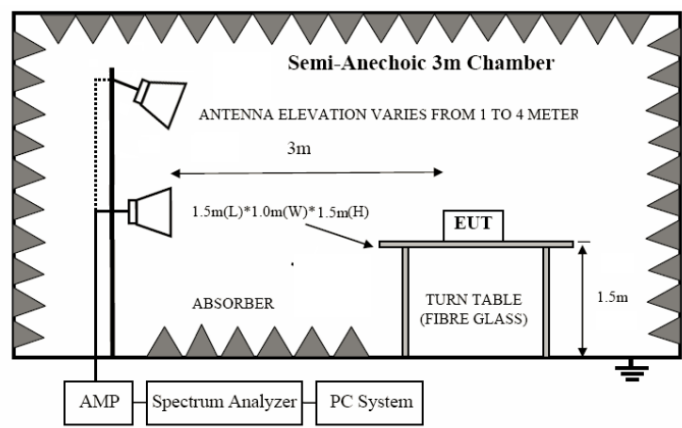 Semi-Anechoic 3m Chamber
ANTENNA ELEVATION VARIES FROM 1 TO 4 METER
3m
1.5m(L)*1.0m(W)*1.5m(H)
EUT
ABSORBER
TURN TABLE
(FIBRE GLASS)
1.5m
AMP
Spectrum Analyzer
PC System